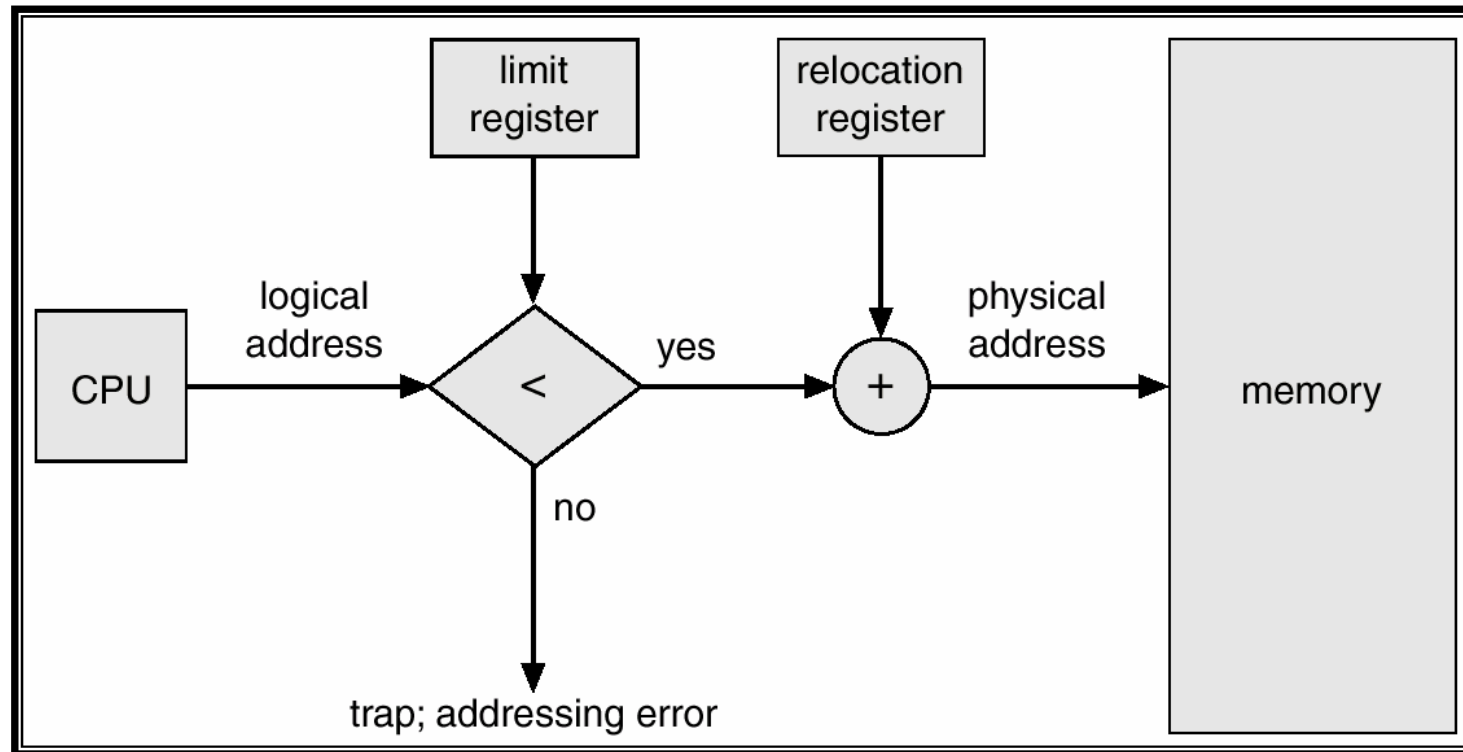 limit
register
relocation
register
logical
address
physical
address
yes
CPU
<
+
memory
no
trap; addressing error